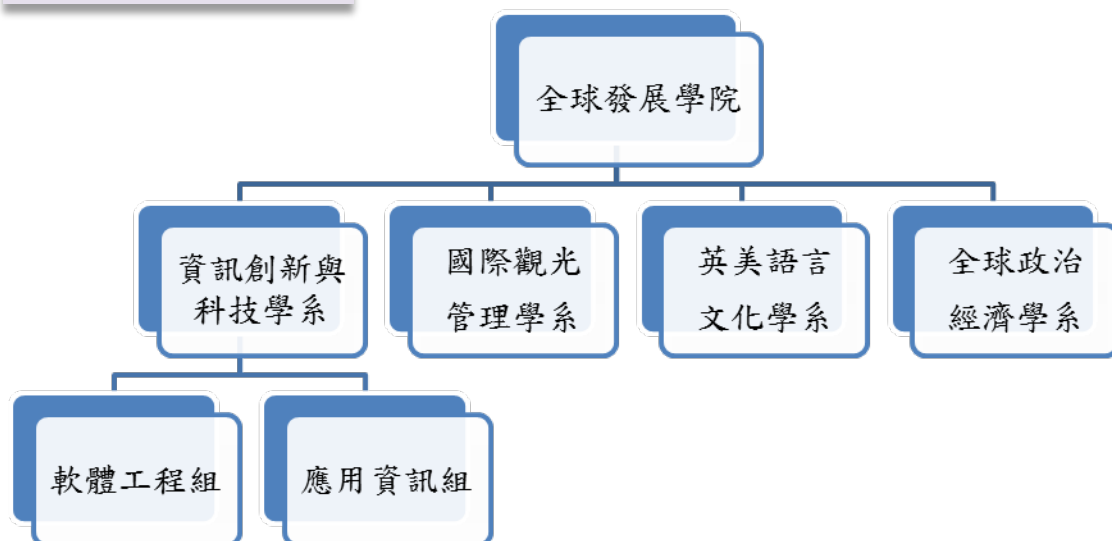 全球發展學院
資訊創新與
科技學系
國際觀光
管理學系
英美語言
文化學系
全球政治
經濟學系
軟體工程組
應用資訊組